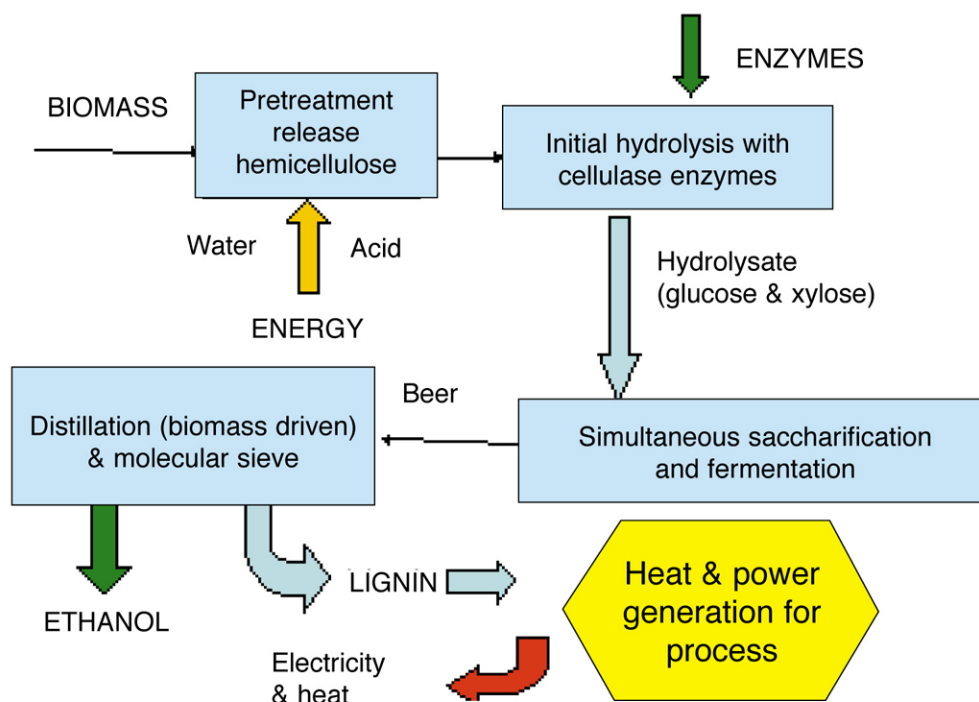 BIOMASS
Pretreatment
release
hemicellulose
ENZYMES
Initial hydrolysis with
cellulase enzymes
Water
Acid
ENERGY
Hydrolysate
(glucose & xylose)
Distillation (biomass driven)
& molecular sieve
Beer
Simultaneous saccharification
and fermentation
ETHANOL
LIGNIN
Heat & power
generation for
process
Electricity
& heat